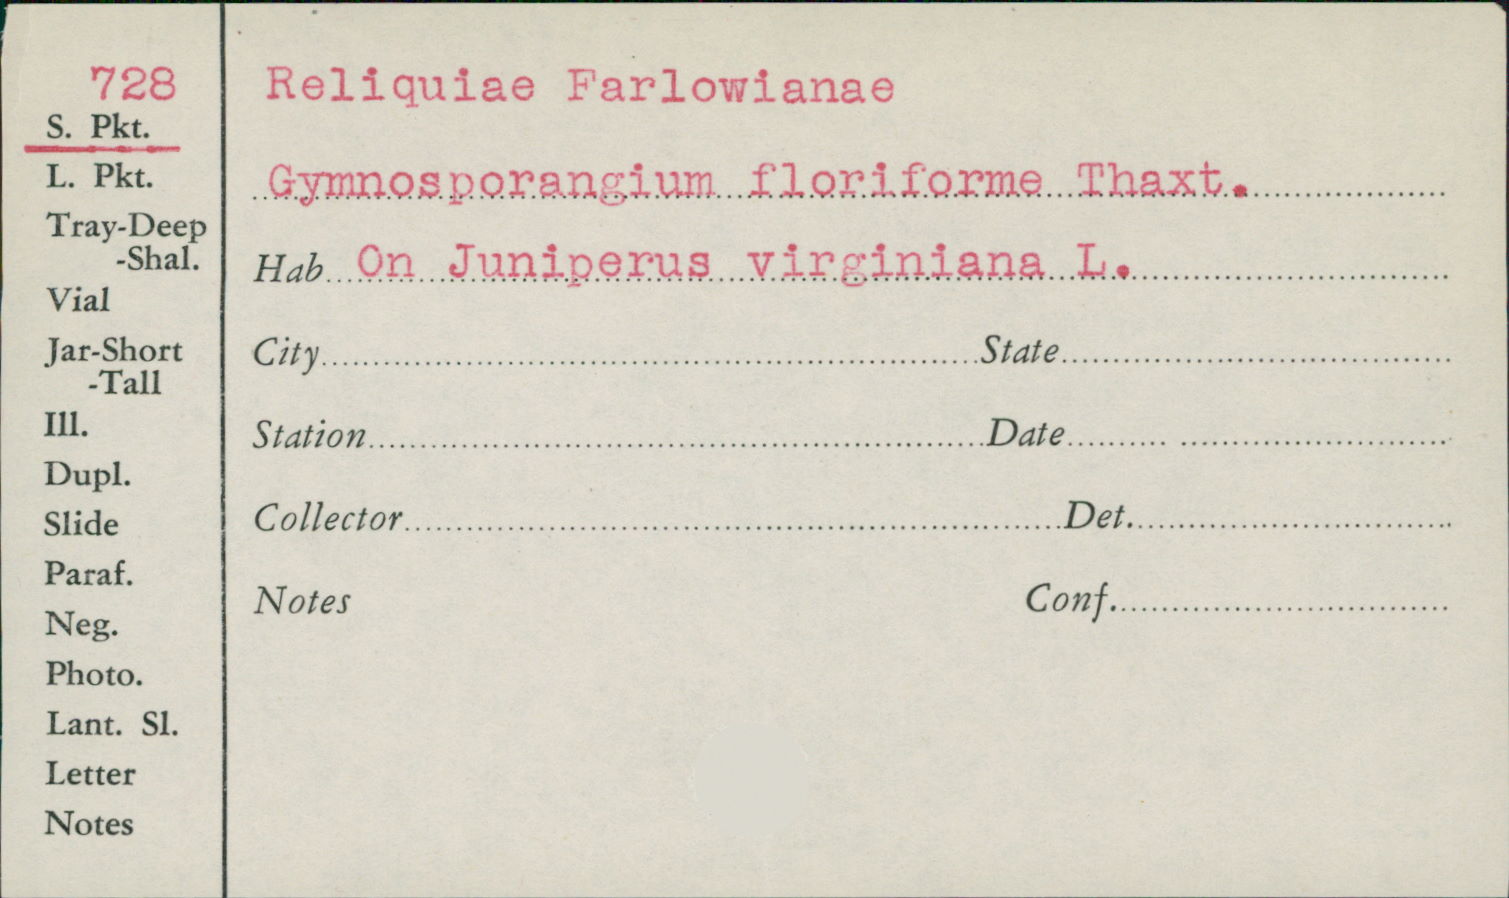 728
S. Pkt.
L. Pkt.
Tray-Deep
-Shal.
Vial
Jar-Short
-Tall
Ill.
Dupl.
Slide
Paraf.
Neg.
Photo.
Lant. Sl.
Letter
Notes
Reliquiae Farlowianae
Gymnosporangium floriforme Thaxt.
Hab On Juniperus virginiana L.
City State
Station Date
Collector Det.
Notes Conf.